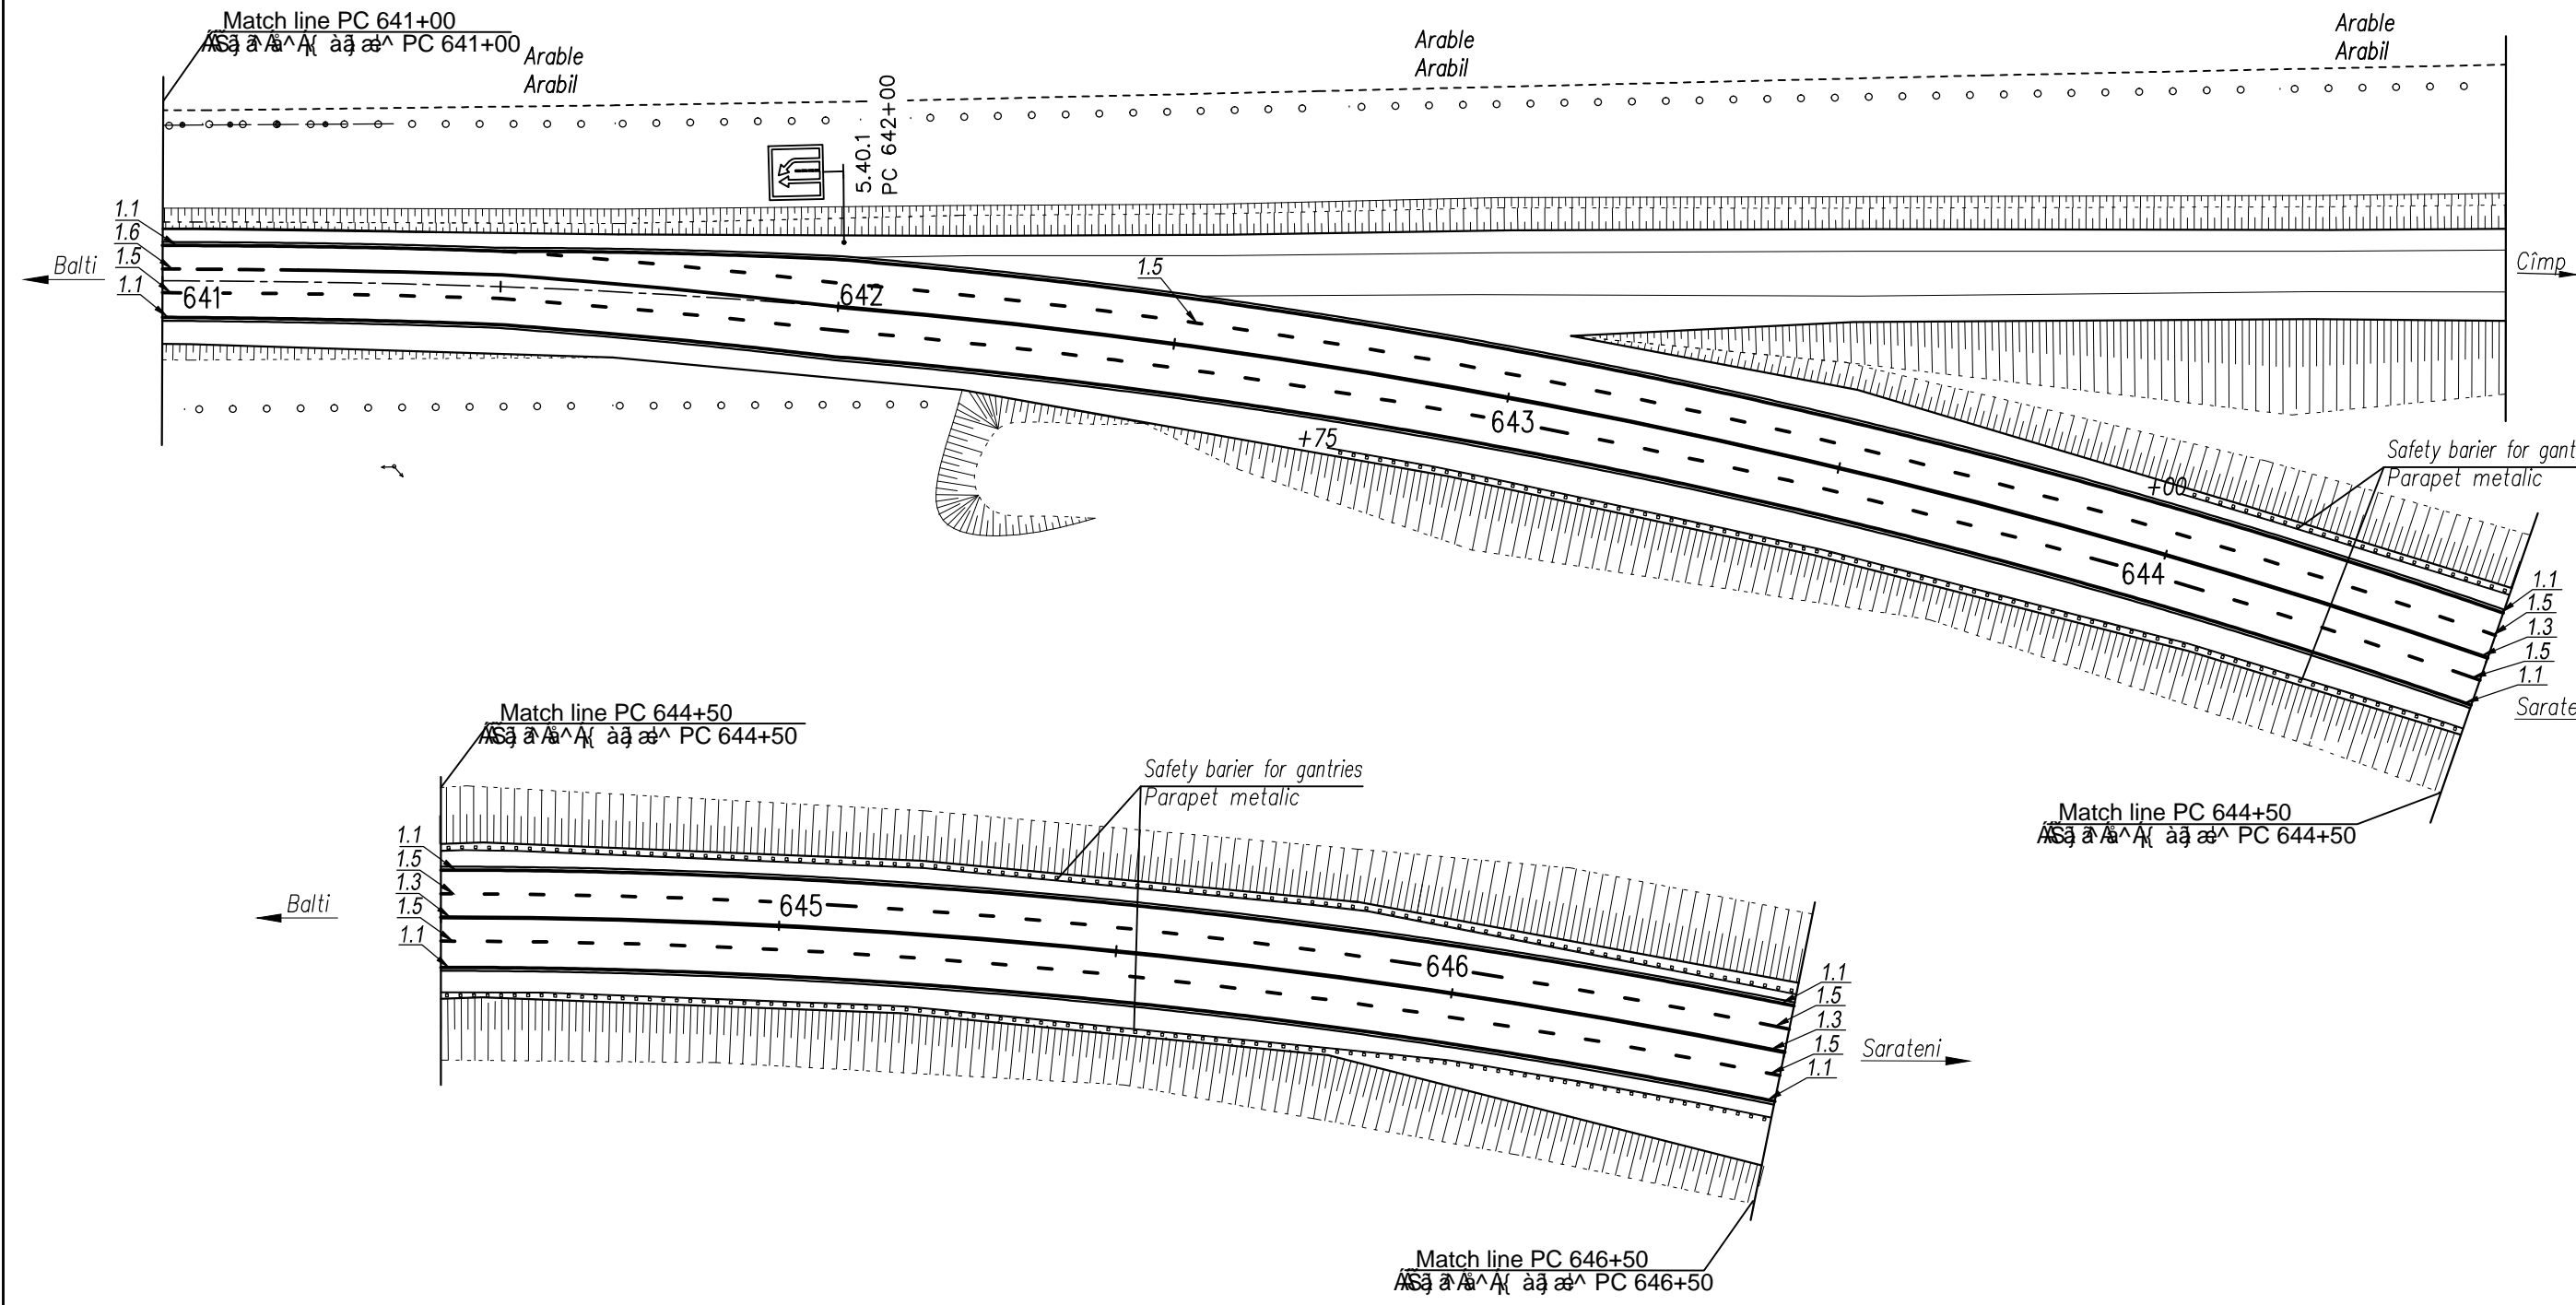 Match line PC 641+00
PC 641+00
Arable
Arabil
Arable
Arabil
Arable
Arabil
5.40.1
PC 642+00
1.1
1.6
1.5
1.1
Balti
641
642
1.5
Cîmp
643
+75
+00
Safety barier for gant
Parapet metalic
644
1.1
1.5
1.3
1.5
1.1
Sarate
Match line PC 644+50
PC 644+50
Match line PC 644+50
PC 644+50
Safety barier for gantries
Parapet metalic
1.1
1.5
1.3
1.5
1.1
Balti
645
646
1.1
1.5
1.3
1.5
1.1
Sarateni
Match line PC 646+50
PC 646+50